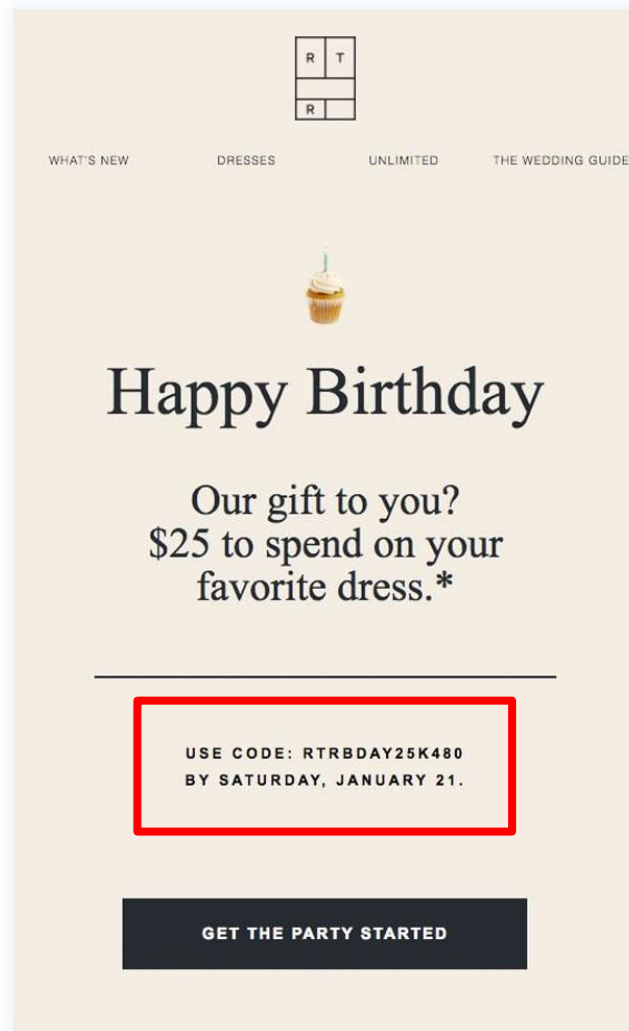 R T
R
WHAT'S NEW DRESSES UNLIMITED THE WEDDING GUIDE
Happy Birthday
Our gift to you?
$25 to spend on your
favorite dress.*
USE CODE: RTRBDAY25K480
BY SATURDAY, JANUARY 21.
GET THE PARTY STARTED